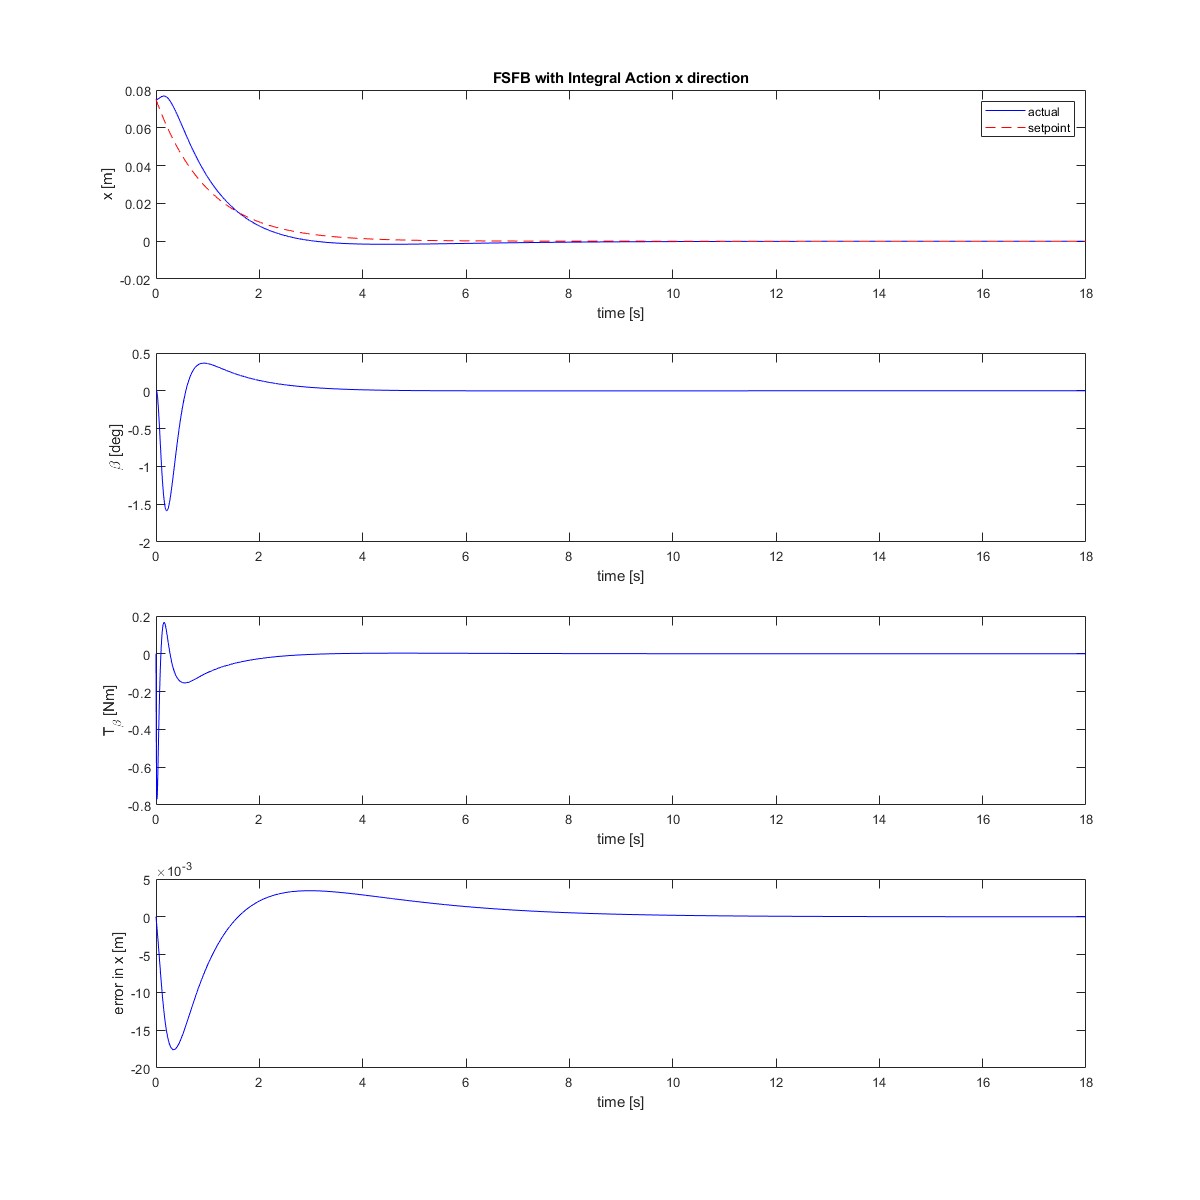 FSFB with Integral Action x direction
0.08
0.06
0.04
0.02
0
-0.02
x [m]
actual
setpoint
0 2 4 6 8 10 12 14 16 18
time [s]
0.5
0
-0.5
-1
-1.5
-2
β [deg]
0 2 4 6 8 10 12 14 16 18
time [s]
0.2
0
-0.2
-0.4
-0.6
-0.8
T_β [Nm]
0 2 4 6 8 10 12 14 16 18
time [s]
×10^-3
5
0
-5
-10
-15
-20
error in x [m]
0 2 4 6 8 10 12 14 16 18
time [s]